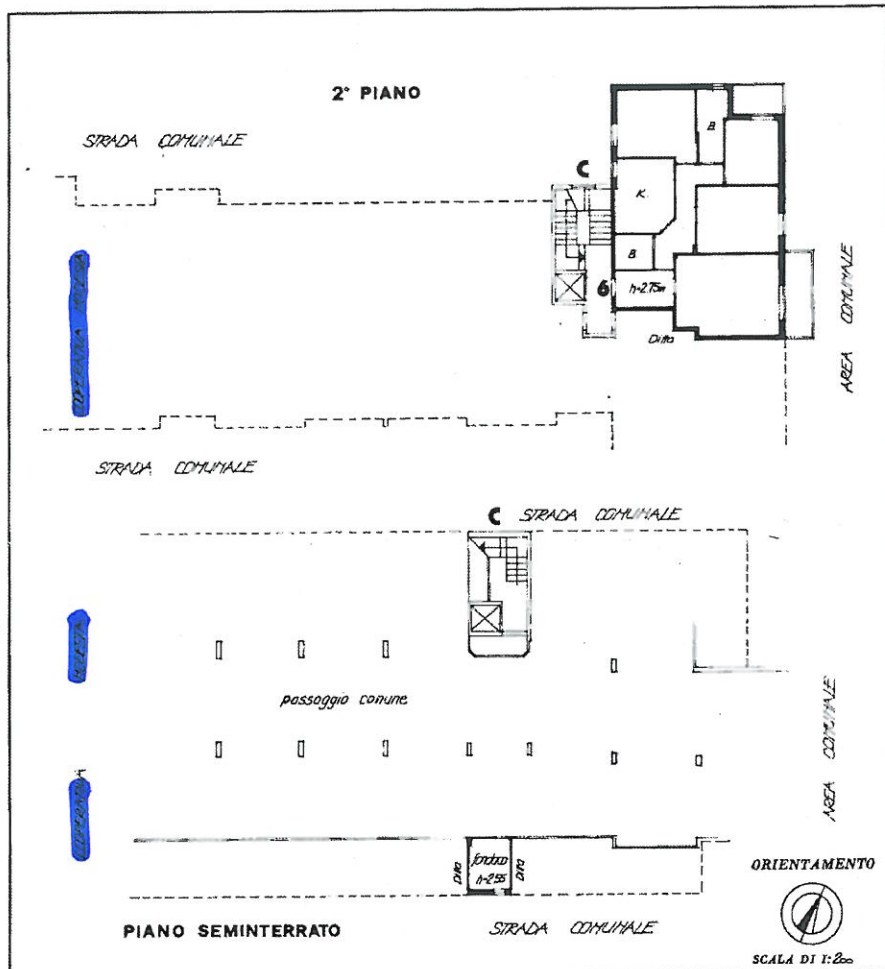 2° PIANO
STRADA COMUNALE
C
B
K
B
6
h=2.75m
Ditta
AREA COMUNALE
STRADA COMUNALE
C
STRADA COMUNALE
passaggio comune
AREA COMUNALE
Ditta
fondaco
h=2.55
Ditta
ORIENTAMENTO
PIANO SEMINTERRATO
STRADA COMUNALE
SCALA DI 1:200